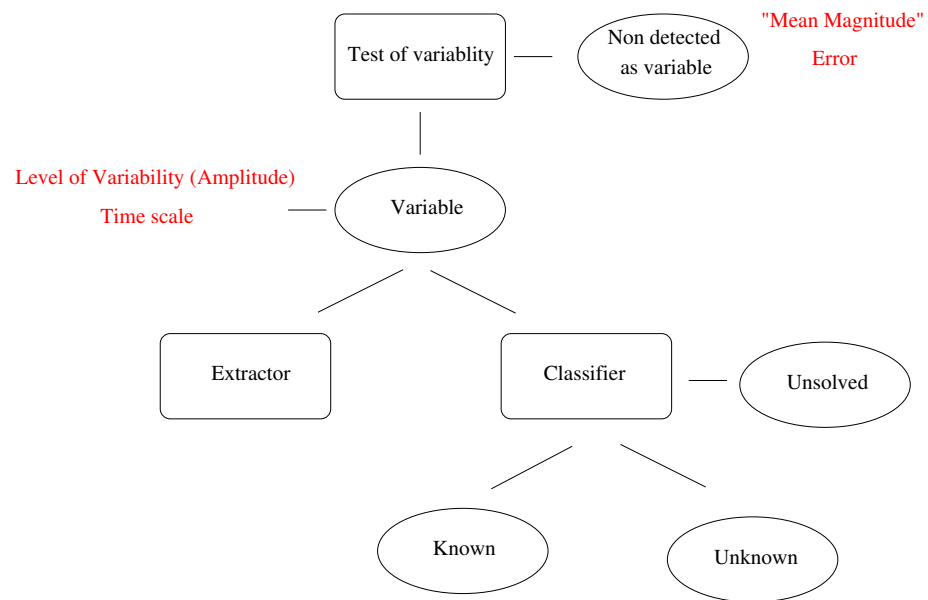 "Mean Magnitude"
Error
Test of variablity
Non detected
as variable
Level of Variability (Amplitude)
Time scale
Variable
Extractor
Classifier
Unsolved
Known
Unknown